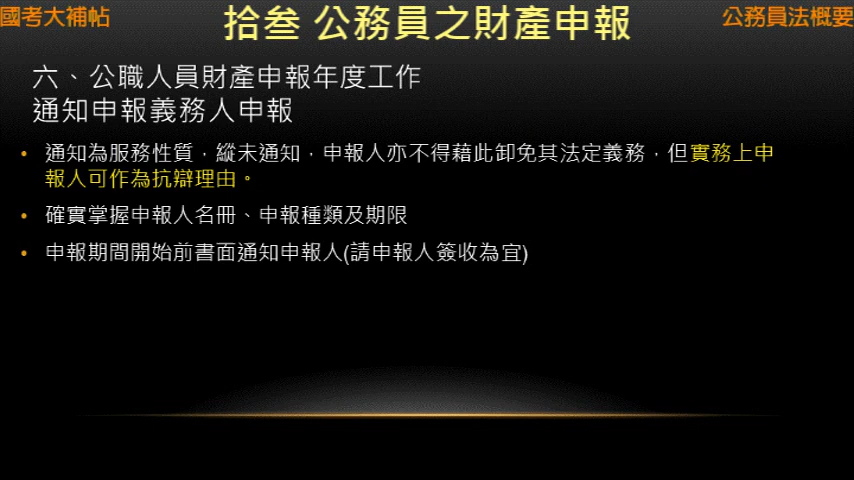 國考大補帖
拾叁 公務員之財產申報
公務員法概要
六、公職人員財產申報年度工作
通知申報義務人申報
• 通知為服務性質，縱未通知，申報人亦不得藉此卸免其法定義務，但實務上申
報人可作為抗辯理由。
• 確實掌握申報人名冊、申報種類及期限
• 申報期間開始前書面通知申報人(請申報人簽收為宜)